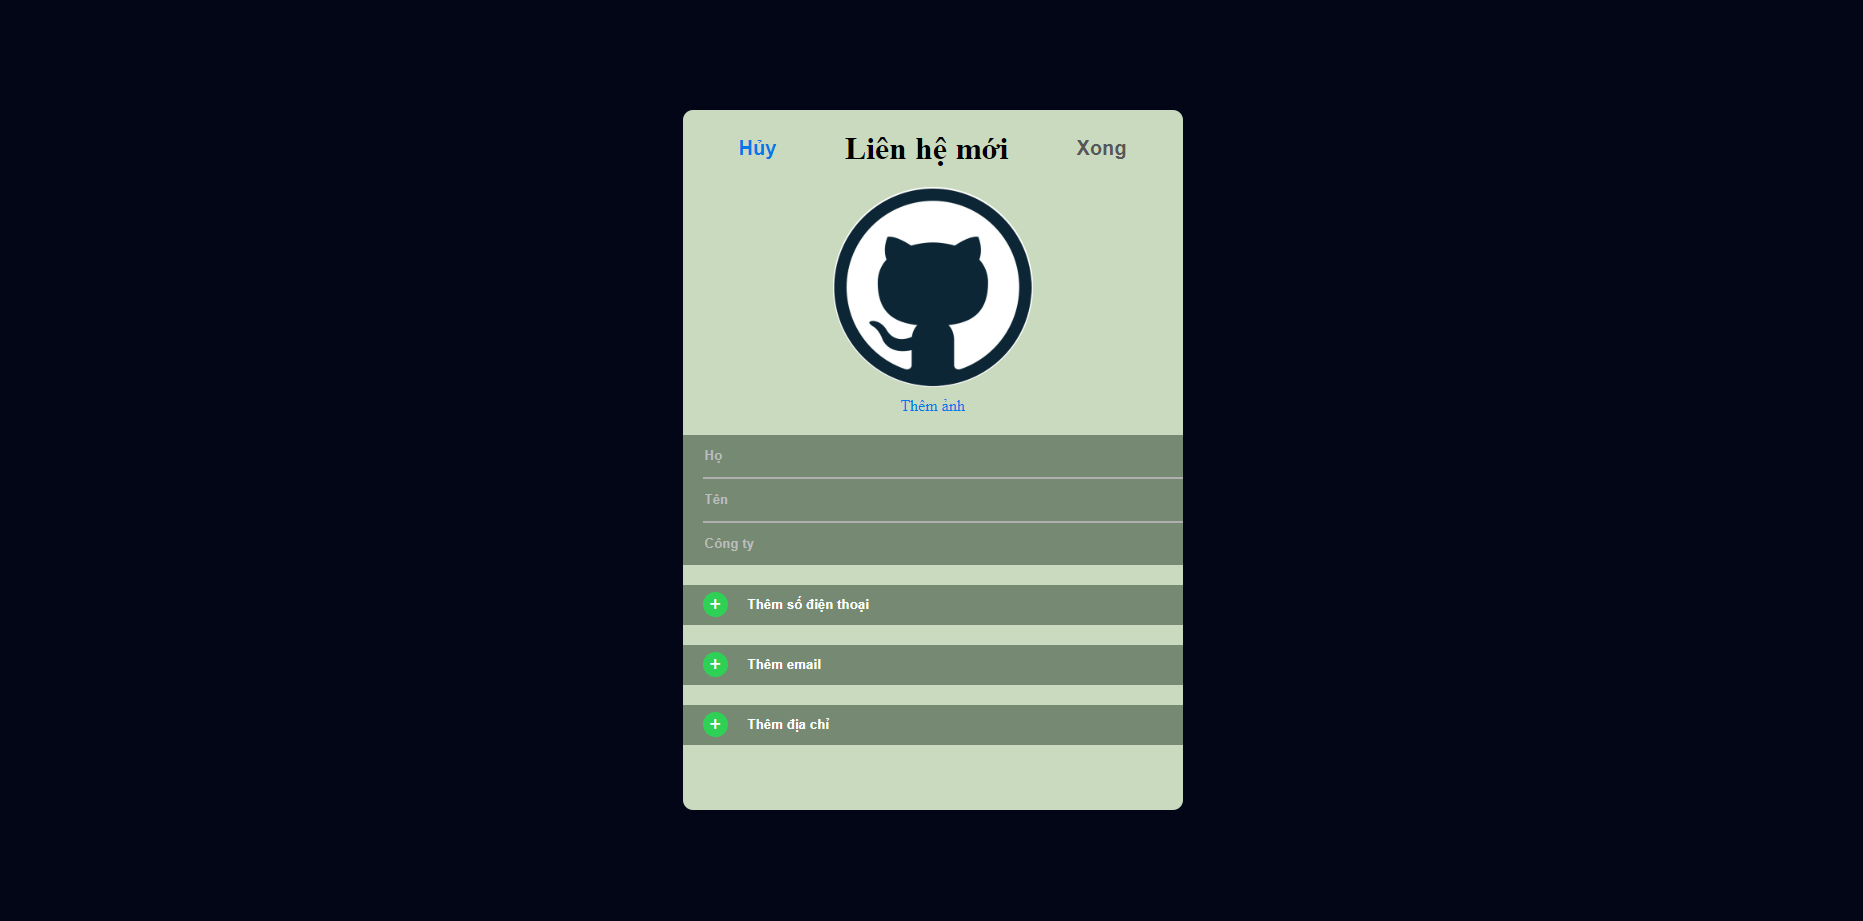 Hủy Liên hệ mới Xong
Thêm ảnh
Họ
Tên
Công ty
+ Thêm số điện thoại
+ Thêm email
+ Thêm địa chỉ